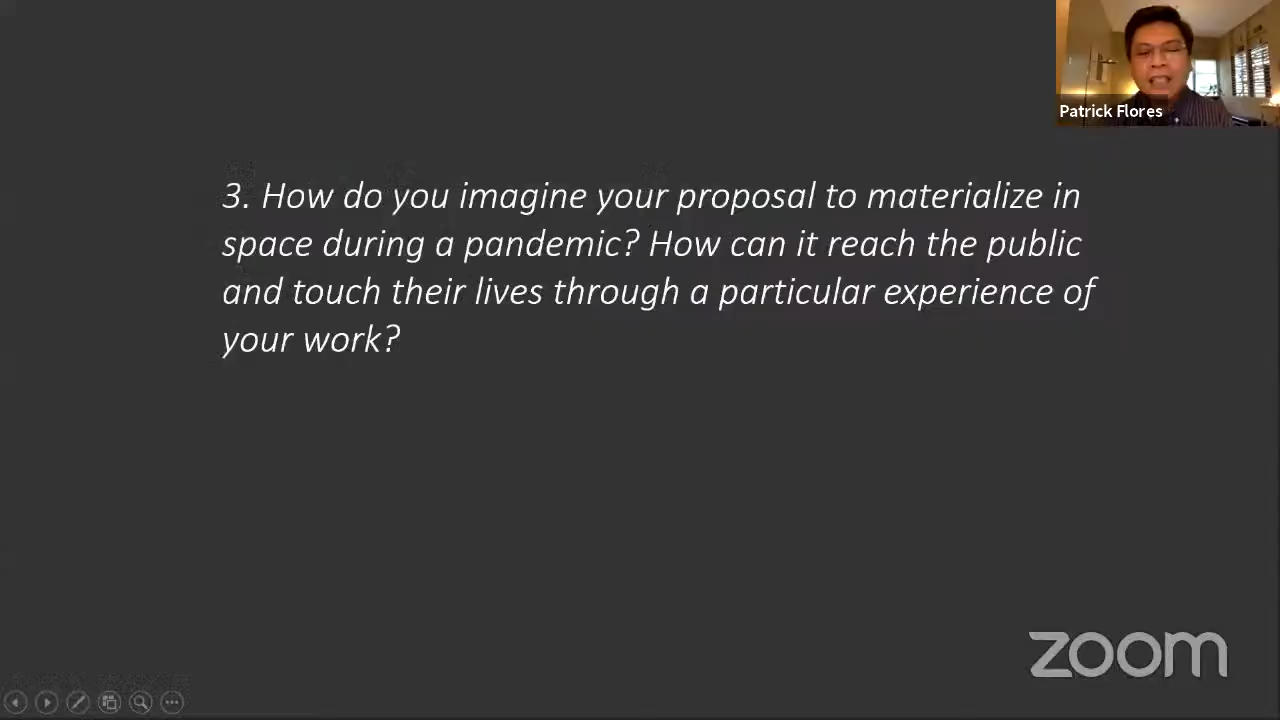 Patrick Flores
3. How do you imagine your proposal to materialize in
space during a pandemic? How can it reach the public
and touch their lives through a particular experience of
your work?
zoom